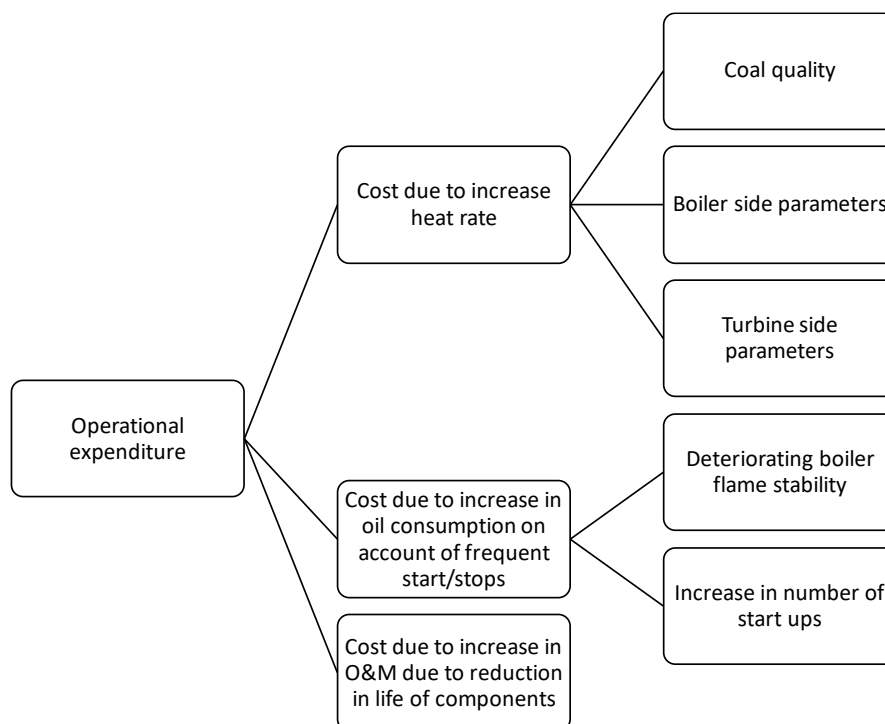 Coal quality
Cost due to increase
heat rate
Boiler side parameters
Turbine side
parameters
Operational
expenditure
Deteriorating boiler
flame stability
Cost due to increase in
oil consumption on
account of frequent
start/stops
Increase in number of
start ups
Cost due to increase in
O&M due to reduction
in life of components